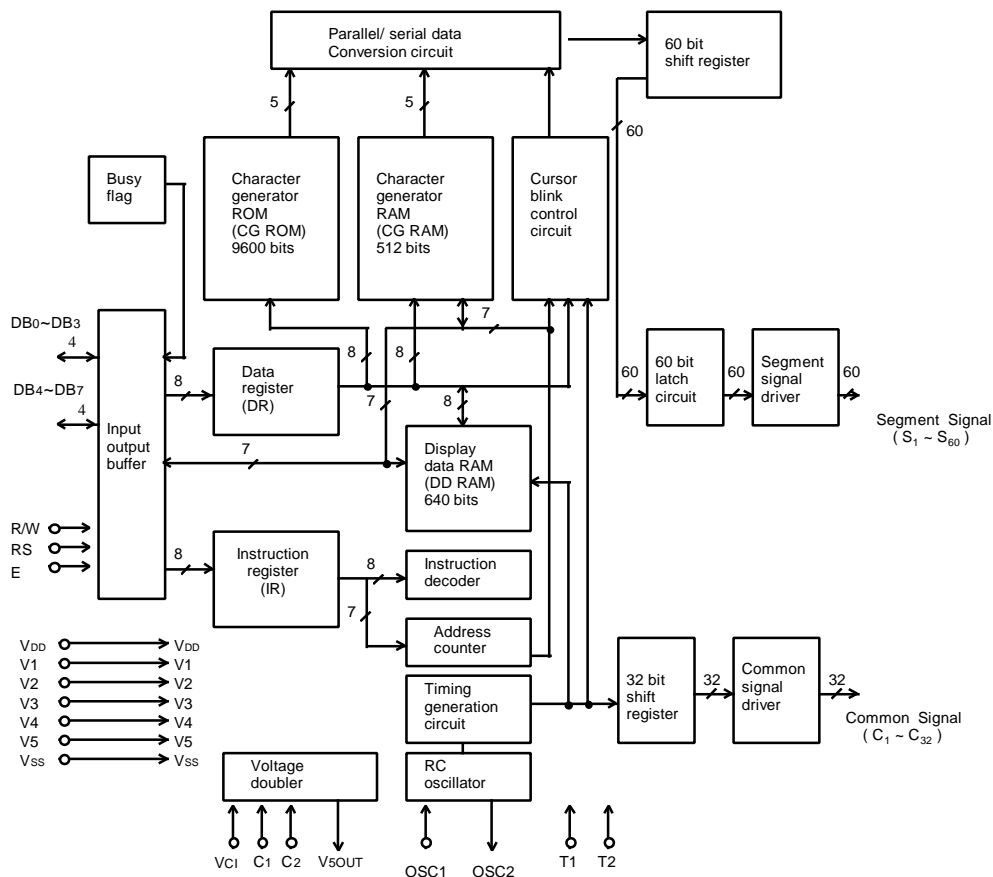 Parallel/ serial data
Conversion circuit
60 bit
shift register
5
5
60
Busy
flag
Character
generator
ROM
(CG ROM)
9600 bits
Character
generator
RAM
(CG RAM)
512 bits
Cursor
blink
control
circuit
DB0~DB3
4
DB4~DB7
4
Input
output
buffer
8
Data
register
(DR)
8
8
7
7
8
7
Display
data RAM
(DD RAM)
640 bits
60
60 bit
latch
circuit
60
Segment
signal
driver
60
Segment Signal
( S1 ~ S60 )
R/W
RS
E
8
Instruction
register
(IR)
8
7
Instruction
decoder
Address
counter
Timing
generation
circuit
32 bit
shift
register
32
Common
signal
driver
32
Common Signal
( C1 ~ C32 )
VDD VDD
V1 V1
V2 V2
V3 V3
V4 V4
V5 V5
VSS VSS
Voltage
doubler
RC
oscillator
VCI C1 C2 V5OUT OSC1 OSC2 T1 T2